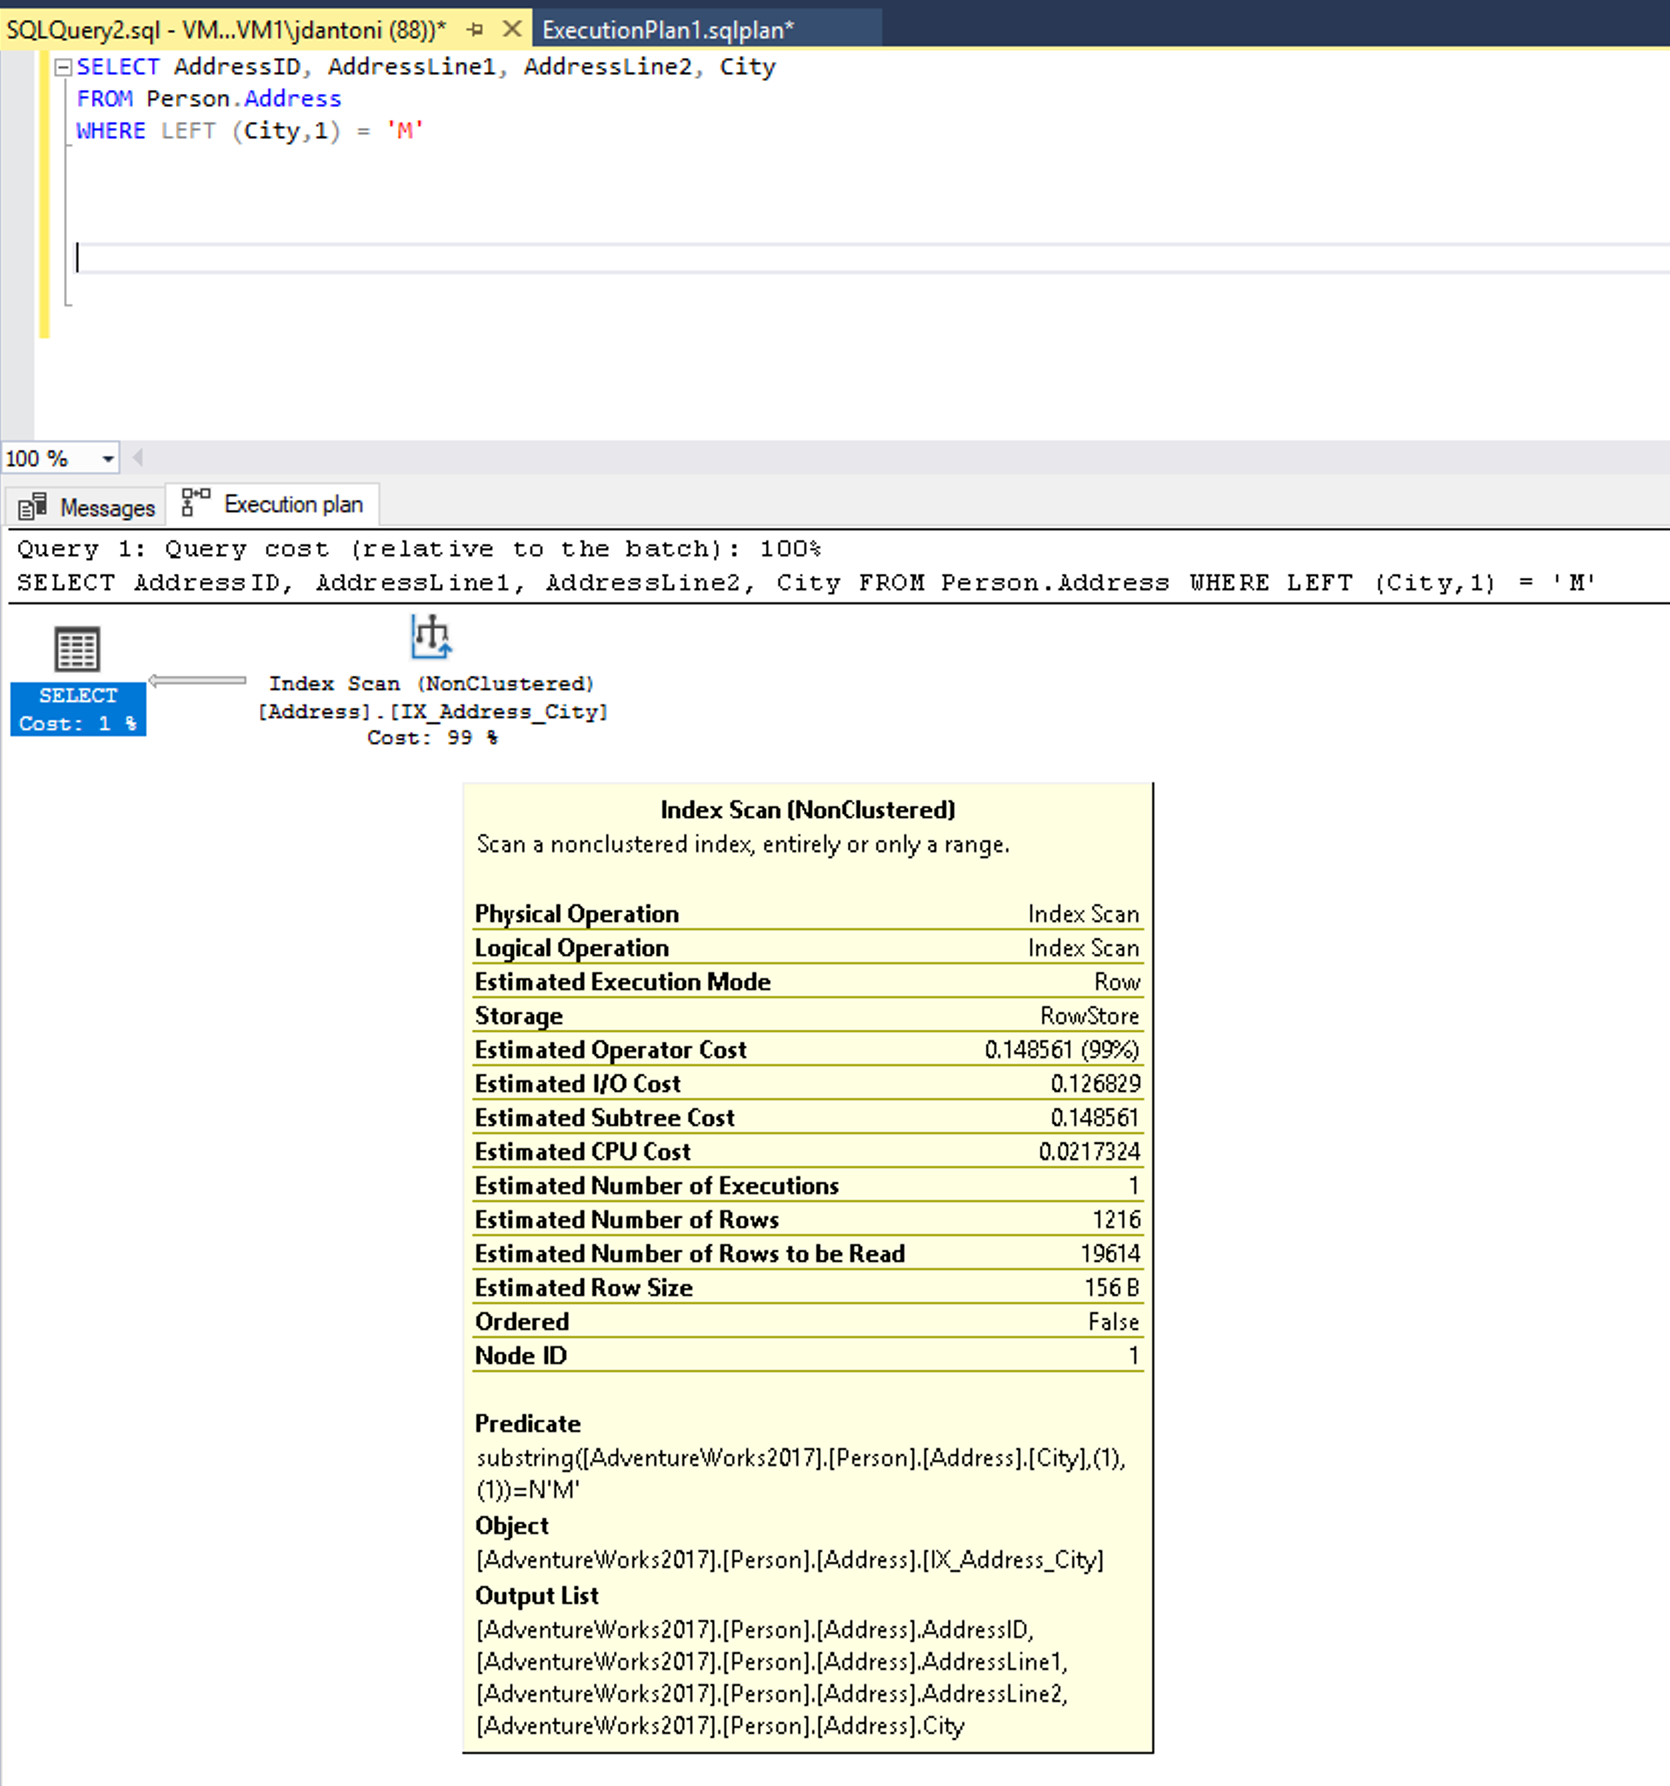 SQLQuery2.sql - VM...VM1\jdantoni (88))* ExecutionPlan1.sqlplan*
SELECT AddressID, AddressLine1, AddressLine2, City
FROM Person.Address
WHERE LEFT (City,1) = 'M'
100 %
Messages Execution plan
Query 1: Query cost (relative to the batch): 100%
SELECT AddressID, AddressLine1, AddressLine2, City FROM Person.Address WHERE LEFT (City,1) = 'M'
SELECT
Cost: 1 %
Index Scan (NonClustered)
[Address].[IX_Address_City]
Cost: 99 %
Index Scan (NonClustered)
Scan a nonclustered index, entirely or only a range.
Physical Operation Index Scan
Logical Operation Index Scan
Estimated Execution Mode Row
Storage RowStore
Estimated Operator Cost 0.148561 (99%)
Estimated I/O Cost 0.126829
Estimated Subtree Cost 0.148561
Estimated CPU Cost 0.0217324
Estimated Number of Executions 1
Estimated Number of Rows 1216
Estimated Number of Rows to be Read 19614
Estimated Row Size 156 B
Ordered False
Node ID 1
Predicate
substring([AdventureWorks2017].[Person].[Address].[City],(1),
(1))=N'M'
Object
[AdventureWorks2017].[Person].[Address].[IX_Address_City]
Output List
[AdventureWorks2017].[Person].[Address].AddressID,
[AdventureWorks2017].[Person].[Address].AddressLine1,
[AdventureWorks2017].[Person].[Address].AddressLine2,
[AdventureWorks2017].[Person].[Address].City